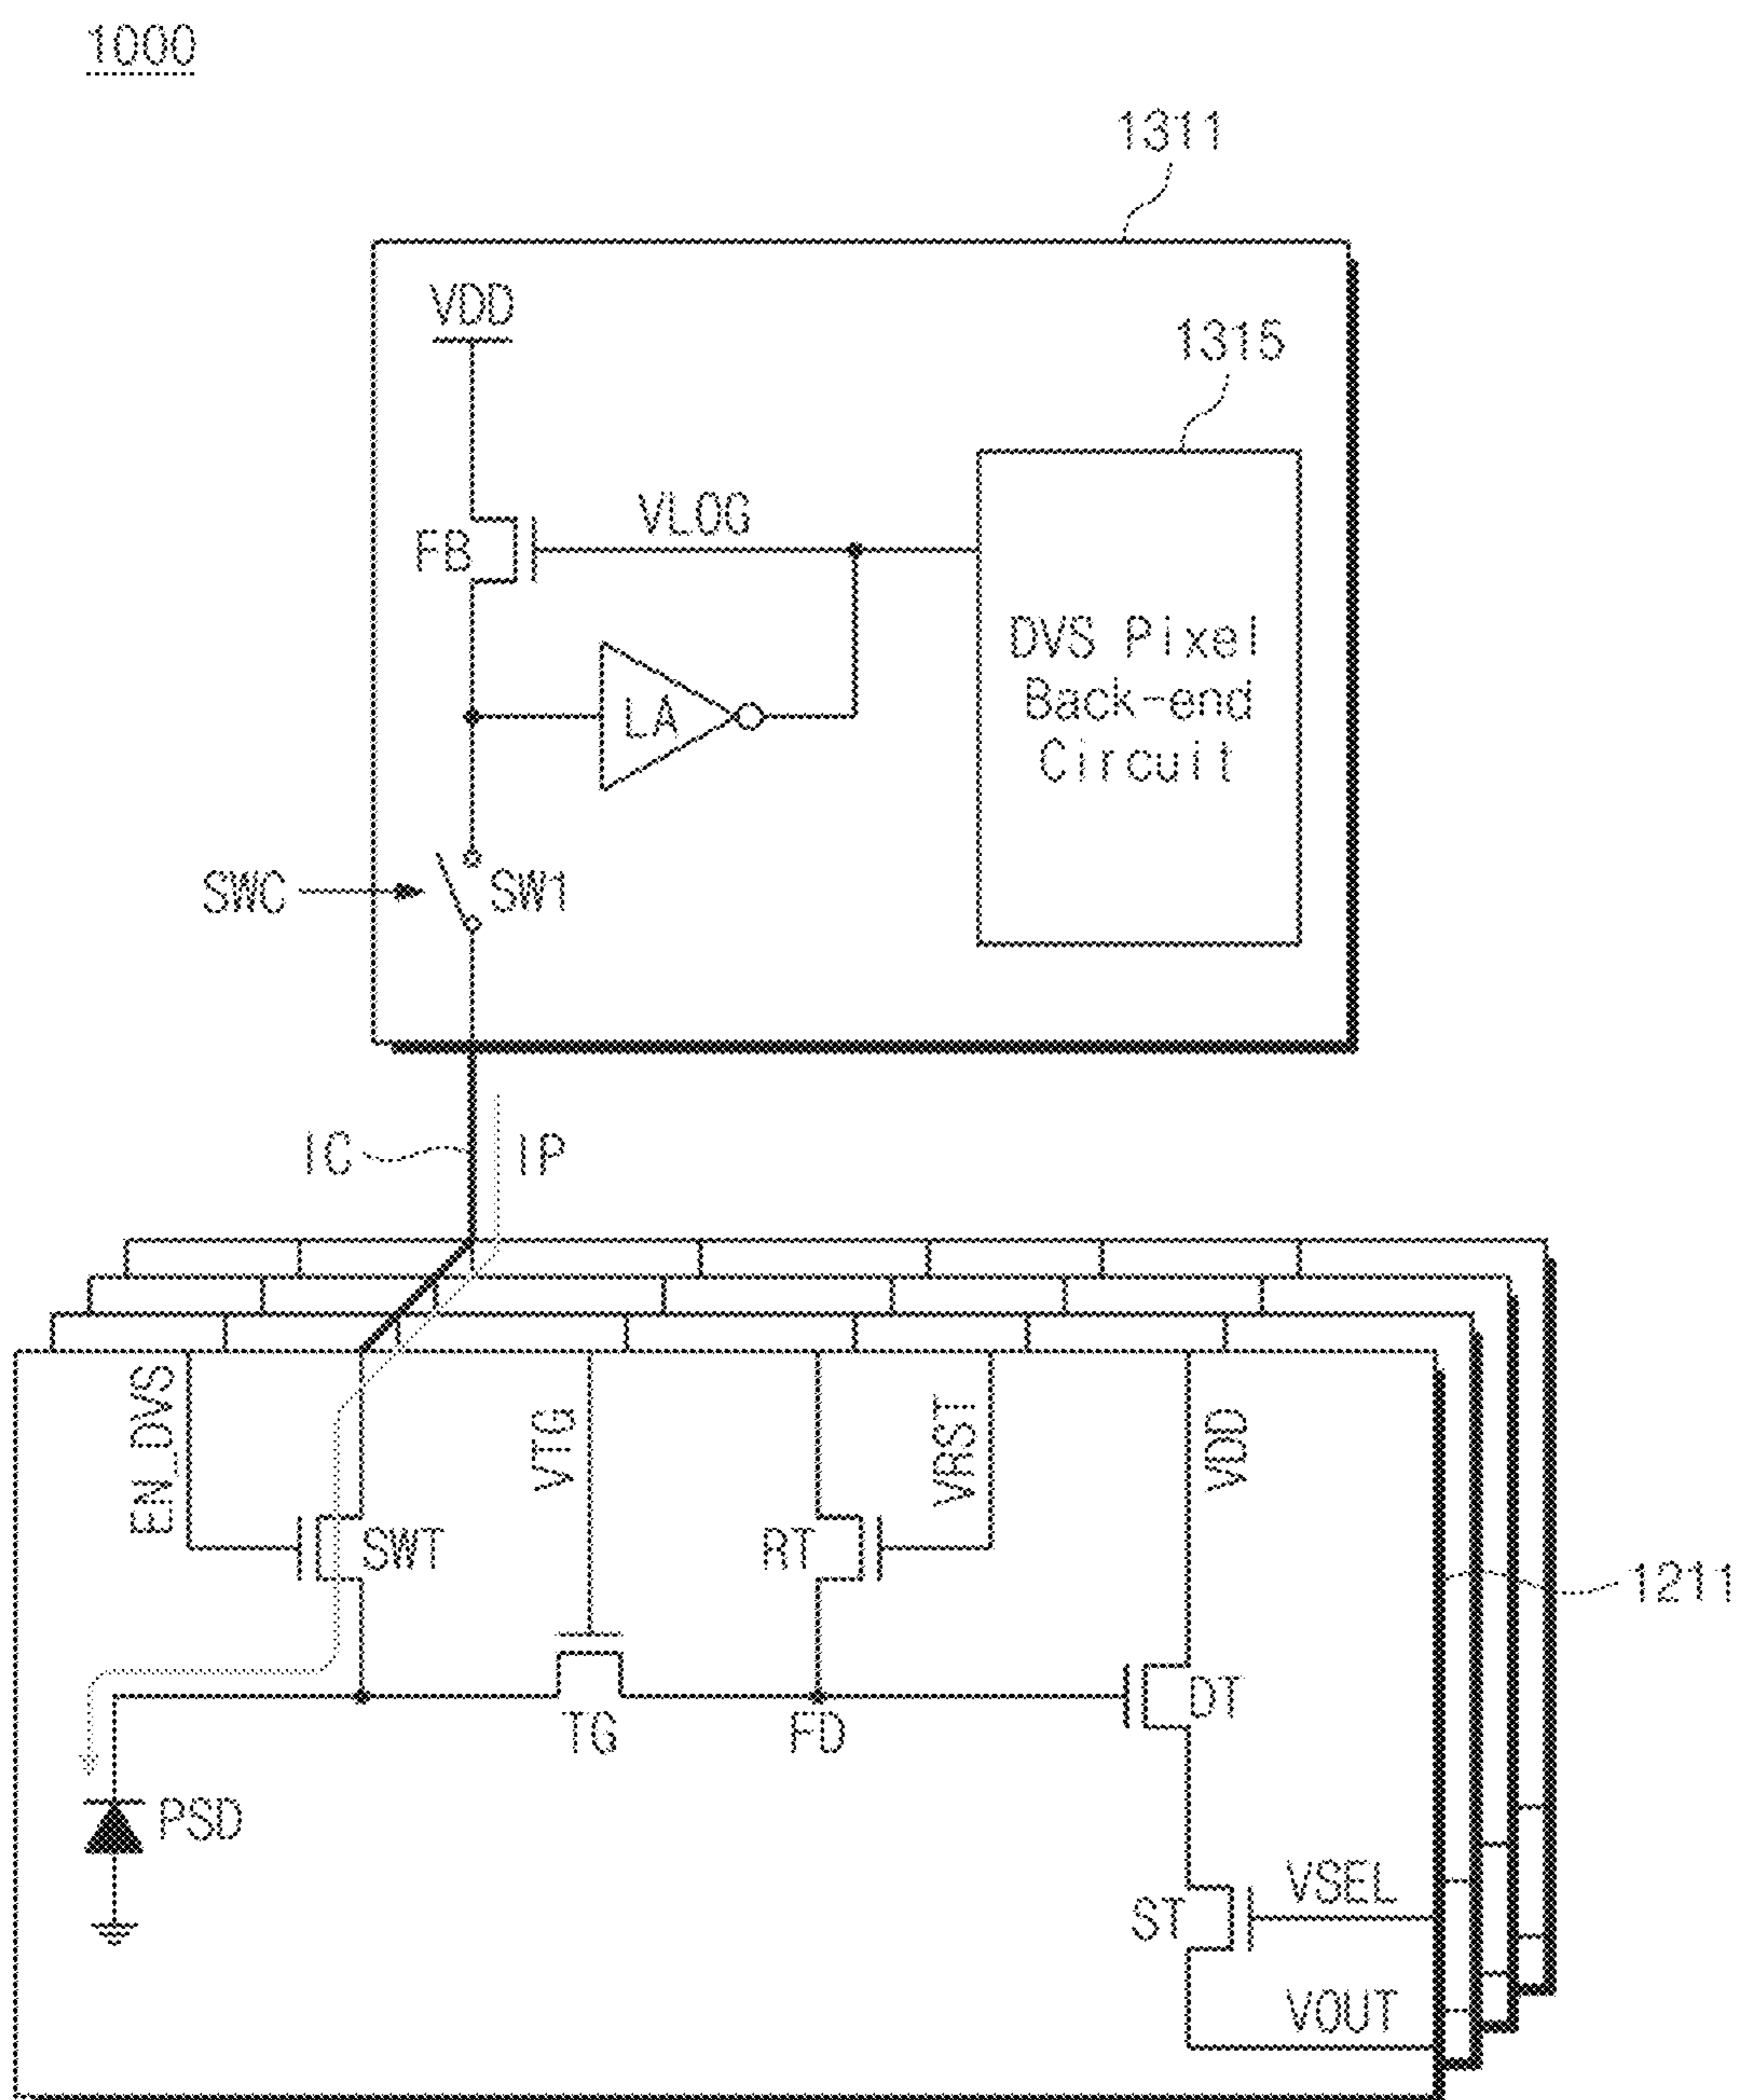 1000
1311
VDD
1315
FB
VLOG
DVS Pixel
Back-end
Circuit
LA
SWC
SW1
IC
IP
EN_DVS
VTG
VRST
VDD
SWT
RT
1211
TG
FD
DT
PSD
VSEL
ST
VOUT